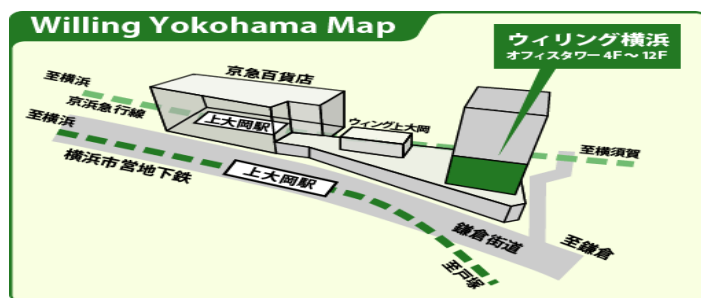 Willing Yokohama Map
ウィリング横浜
オフィスタワー 4F～12F
京急百貨店
至横浜
京浜急行線
上大岡駅
ウィング上大岡
至横浜
至横須賀
横浜市営地下鉄
上大岡駅
鎌倉街道
至鎌倉
至戸塚